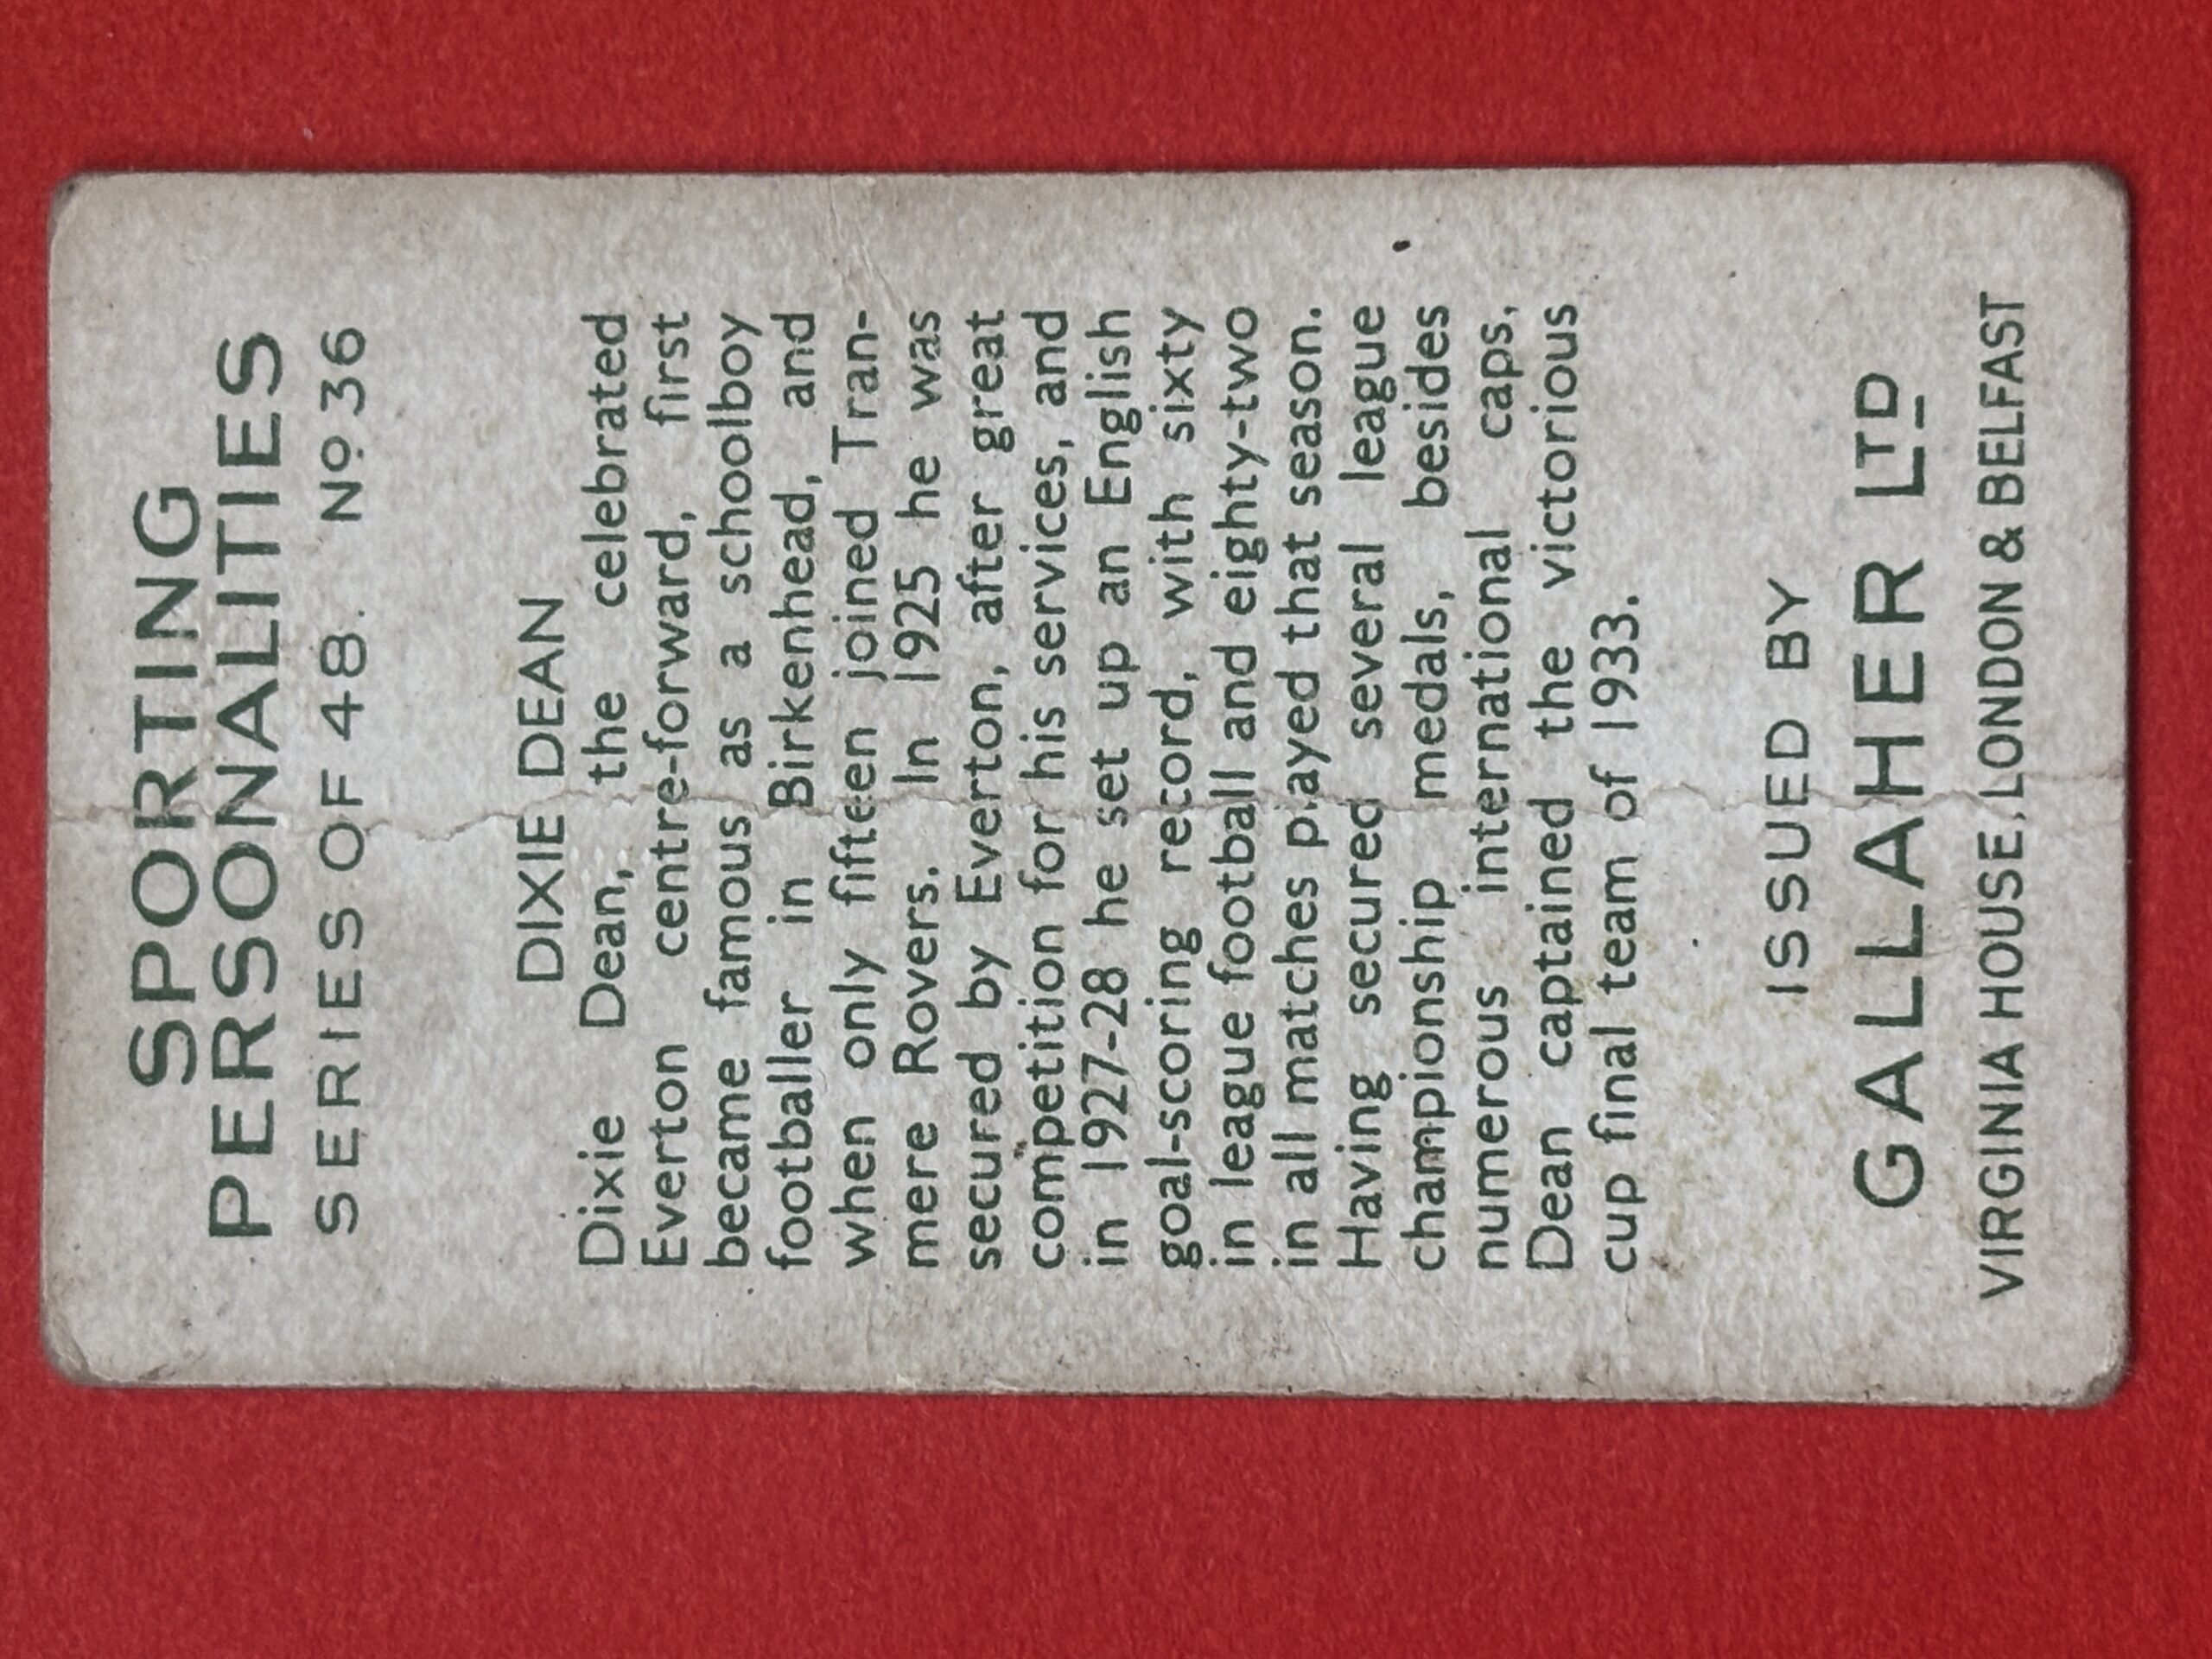 SPORTING
PERSONALITIES
SERIES OF 48. Nº 36
DIXIE DEAN
Dixie Dean, the celebrated
Everton centre-forward, first
became famous as a schoolboy
footballer in Birkenhead, and
when only fifteen joined Tran-
mere Rovers. In 1925 he was
secured by Everton, after great
competition for his services, and
in 1927-28 he set up an English
goal-scoring record, with sixty
in league football and eighty-two
in all matches played that season.
Having secured several league
championship medals, besides
numerous international caps,
Dean captained the victorious
cup final team of 1933.
ISSUED BY
GALLAHER LTD
VIRGINIA HOUSE, LONDON & BELFAST